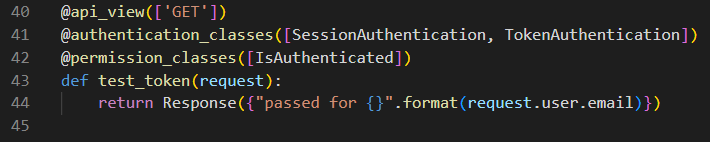 40 @api_view(['GET'])
41 @authentication_classes([SessionAuthentication, TokenAuthentication])
42 @permission_classes([IsAuthenticated])
43 def test_token(request):
44     return Response({"passed for {}".format(request.user.email)})
45